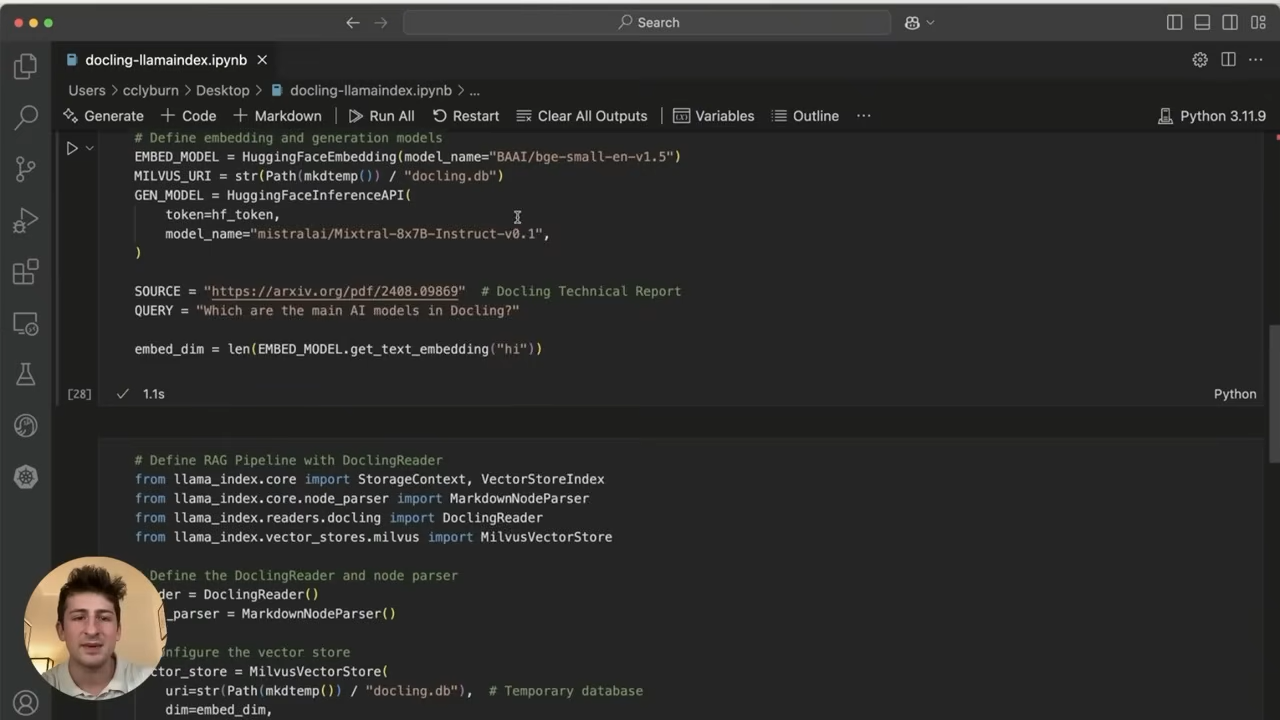 Search
docling-llamaindex.ipynb
Users > cclyburn > Desktop > docling-llamaindex.ipynb > ...
Generate + Code + Markdown | Run All Restart Clear All Outputs | Variables Outline ... Python 3.11.9
# Define embedding and generation models
EMBED_MODEL = HuggingFaceEmbedding(model_name="BAAI/bge-small-en-v1.5")
MILVUS_URI = str(Path(mkdtemp()) / "docling.db")
GEN_MODEL = HuggingFaceInferenceAPI(
token=hf_token,
model_name="mistralai/Mixtral-8x7B-Instruct-v0.1",
)
SOURCE = "https://arxiv.org/pdf/2408.09869" # Docling Technical Report
QUERY = "Which are the main AI models in Docling?"
embed_dim = len(EMBED_MODEL.get_text_embedding("hi"))
[28] 1.1s Python
# Define RAG Pipeline with DoclingReader
from llama_index.core import StorageContext, VectorStoreIndex
from llama_index.core.node_parser import MarkdownNodeParser
from llama_index.readers.docling import DoclingReader
from llama_index.vector_stores.milvus import MilvusVectorStore
Define the DoclingReader and node parser
der = DoclingReader()
_parser = MarkdownNodeParser()
nfigure the vector store
ctor_store = MilvusVectorStore(
uri=str(Path(mkdtemp()) / "docling.db"), # Temporary database
dim=embed_dim,